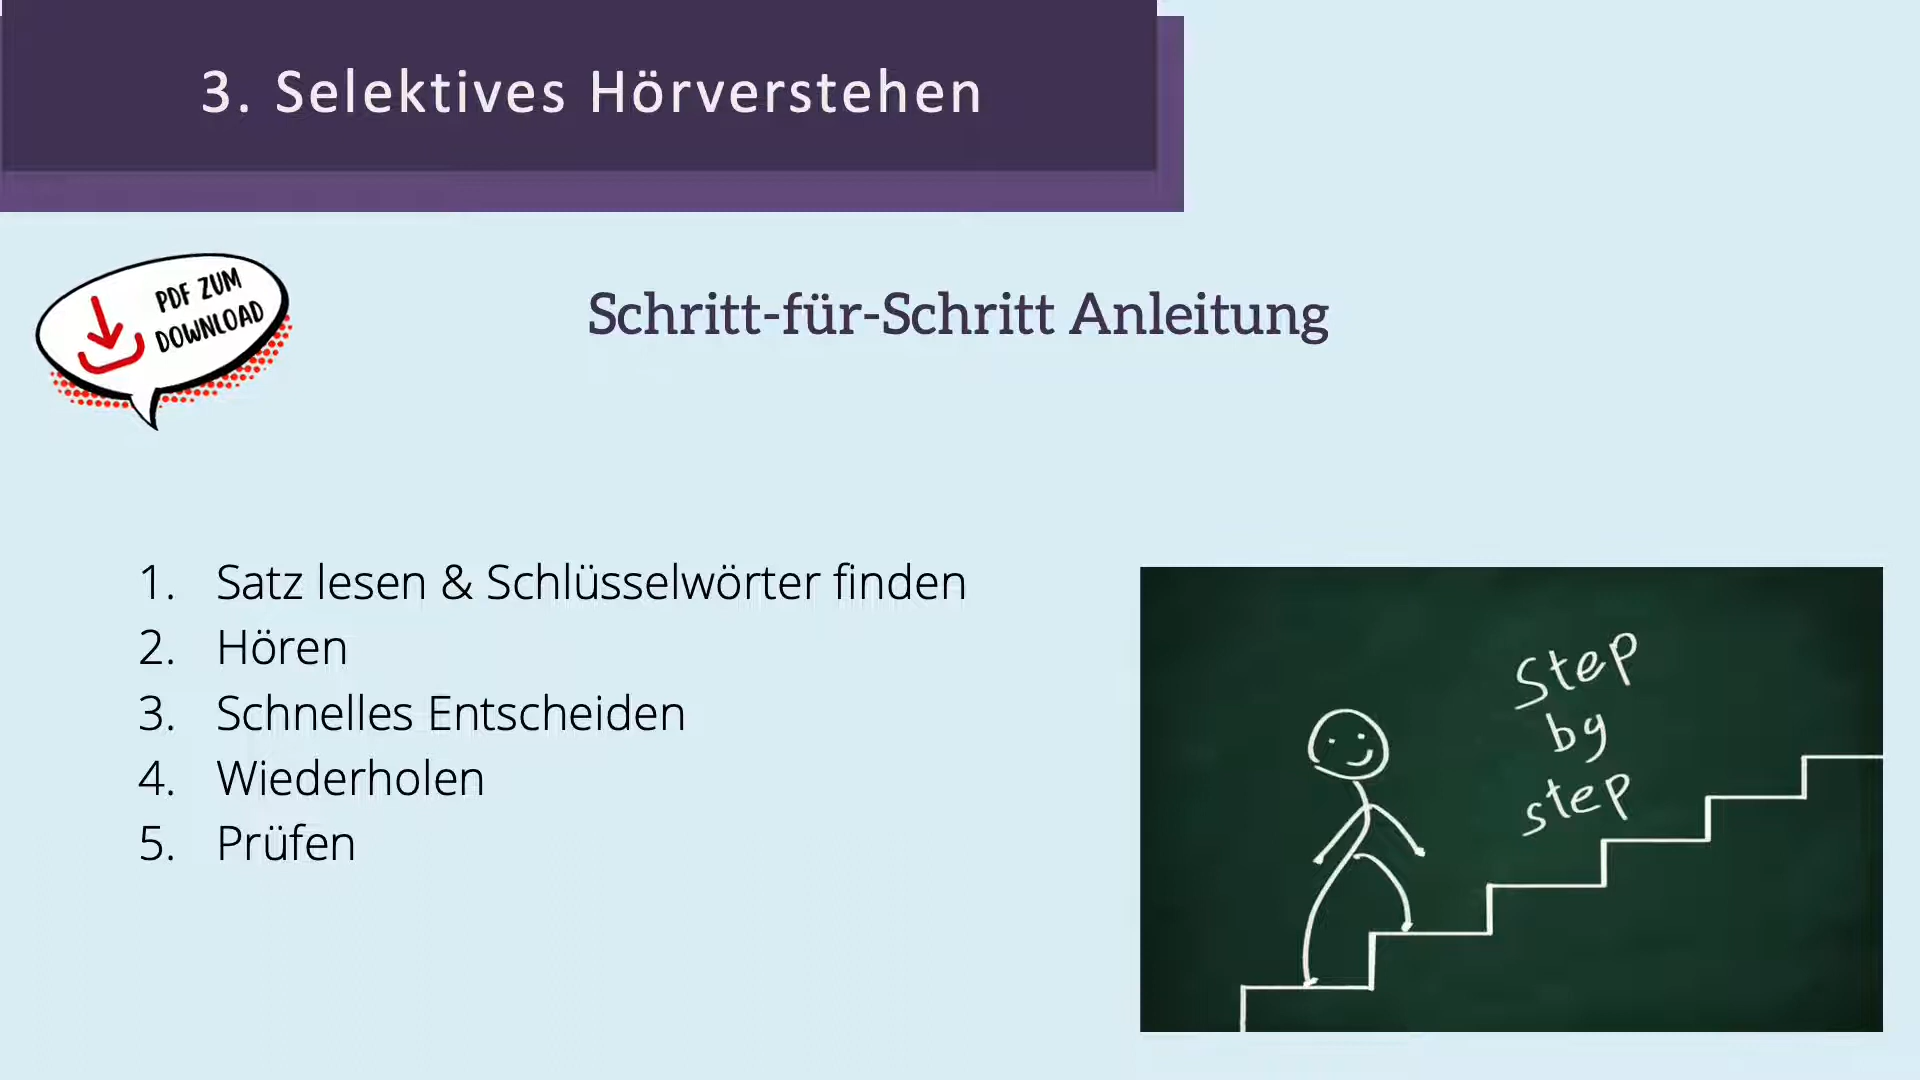 3. Selektives Hörverstehen
PDF ZUM
DOWNLOAD
Schritt-für-Schritt Anleitung
1. Satz lesen & Schlüsselwörter finden
2. Hören
3. Schnelles Entscheiden
4. Wiederholen
5. Prüfen
Step
by
step